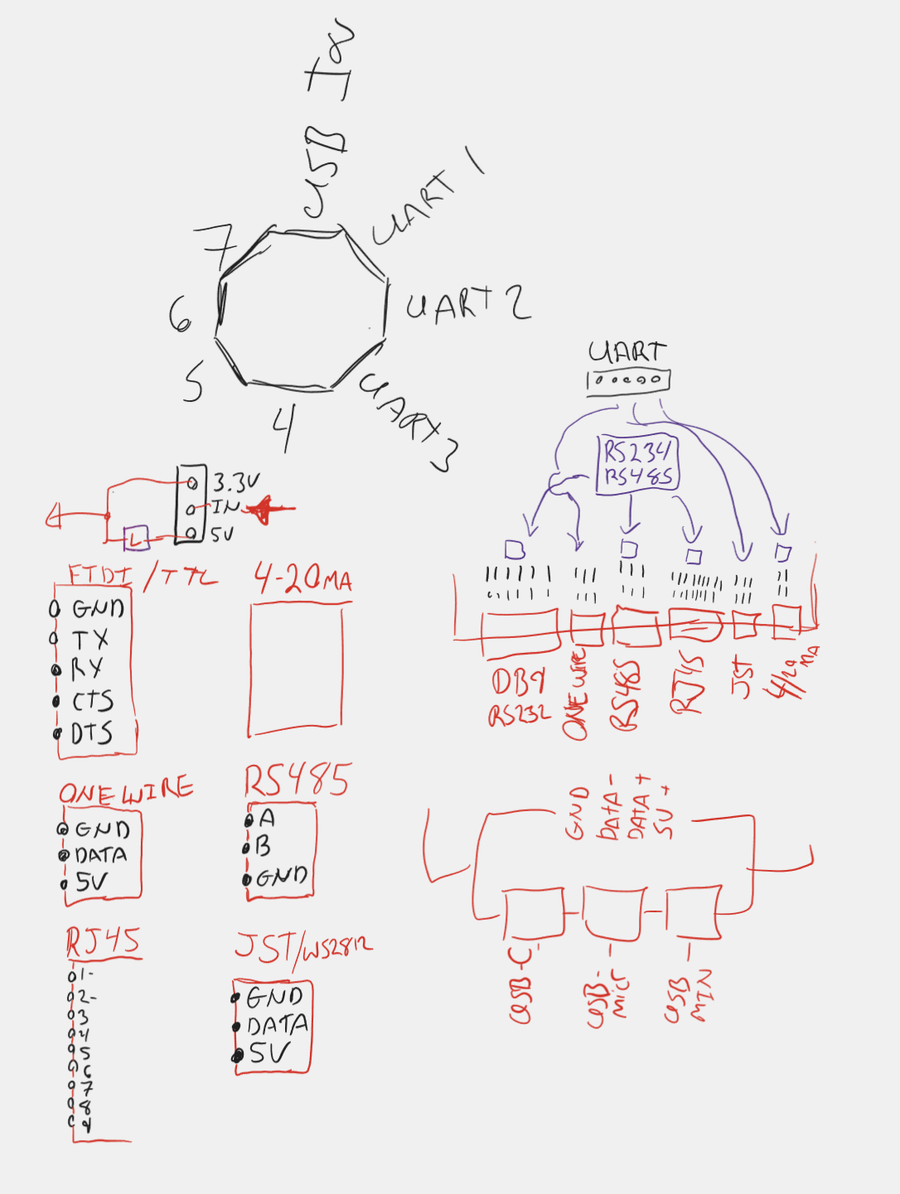 USB IN
UART 1
7
6
UART 2
5
4
UART 3
UART
RS234
RS485
3.3V
IN
5V
L
FTDI / TTL
GND
TX
RX
CTS
DTS
4-20MA
DB9
RS232
ONE WIRE
RS485
RJ45
JST
4/20
MA
ONE WIRE
GND
DATA
5V
RS485
A
B
GND
GND
DATA -
DATA +
5V +
USB-C
USB-
MICR
USB
MIN
RJ45
1-
2-
3
4
5
6
7
8
9
JST/WS2812
GND
DATA
5V